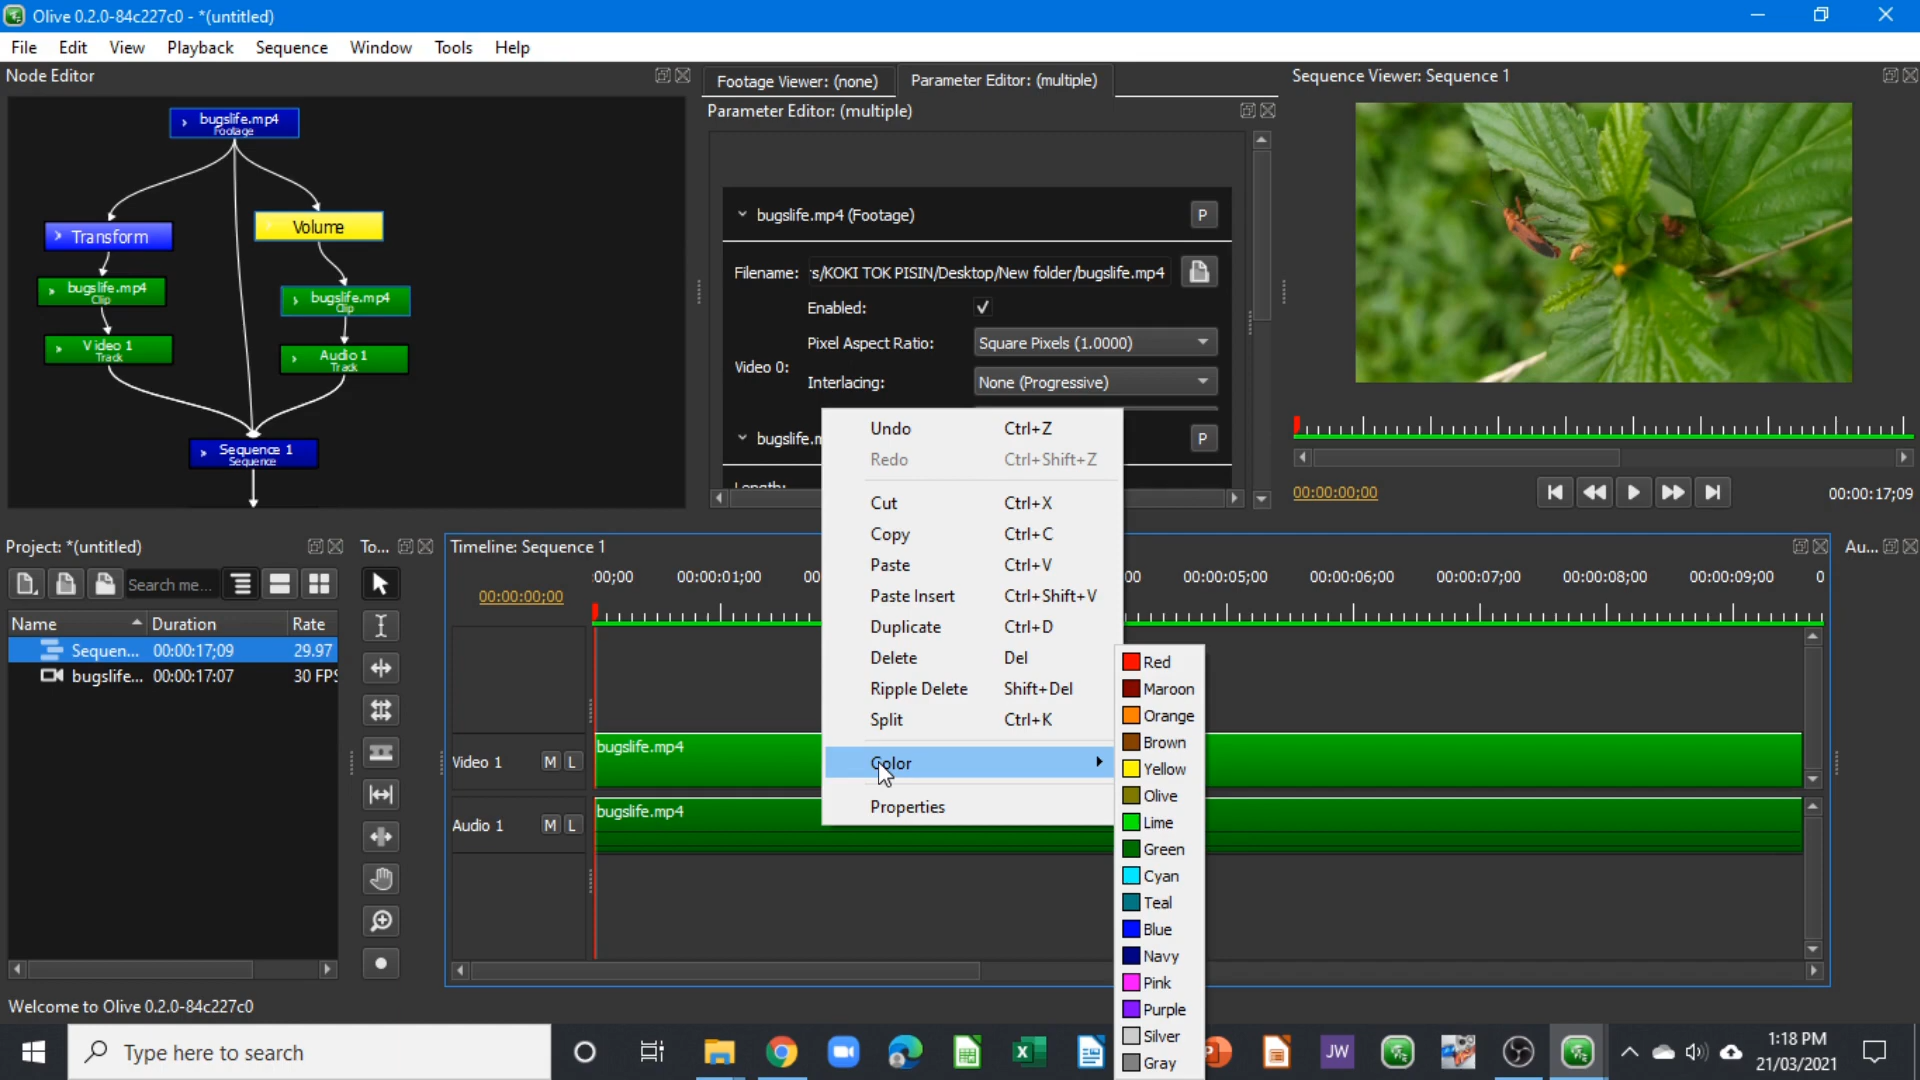 Olive 0.2.0-84c227c0 - *(untitled)
File Edit View Playback Sequence Window Tools Help
Node Editor
bugslife.mp4
Footage
Transform
Volume
bugslife.mp4
Clip
bugslife.mp4
Clip
Video 1
Track
Audio 1
Track
Sequence 1
Sequence
Footage Viewer: (none)
Parameter Editor: (multiple)
Parameter Editor: (multiple)
bugslife.mp4 (Footage)
P
Filename: s/KOKI TOK PISIN/Desktop/New folder/bugslife.mp4
Enabled:
Pixel Aspect Ratio: Square Pixels (1.0000)
Video 0:
Interlacing: None (Progressive)
P
Sequence Viewer: Sequence 1
00:00:00;00
00:00:17;09
Project: *(untitled)
Search me...
Name Duration Rate
Sequen... 00:00:17;09 29.97
bugslife... 00:00:17:07 30 FPS
To...
Timeline: Sequence 1
00:00:00;00
:00;00 00:00:01;00 00 00 00:00:05;00 00:00:06;00 00:00:07;00 00:00:08;00 00:00:09;00 0
Video 1 M L
bugslife.mp4
Audio 1 M L
bugslife.mp4
Au...
Undo Ctrl+Z
Redo Ctrl+Shift+Z
Cut Ctrl+X
Copy Ctrl+C
Paste Ctrl+V
Paste Insert Ctrl+Shift+V
Duplicate Ctrl+D
Delete Del
Ripple Delete Shift+Del
Split Ctrl+K
Color
Properties
Red
Maroon
Orange
Brown
Yellow
Olive
Lime
Green
Cyan
Teal
Blue
Navy
Pink
Purple
Silver
Gray
Welcome to Olive 0.2.0-84c227c0
Type here to search
JW
1:18 PM
21/03/2021